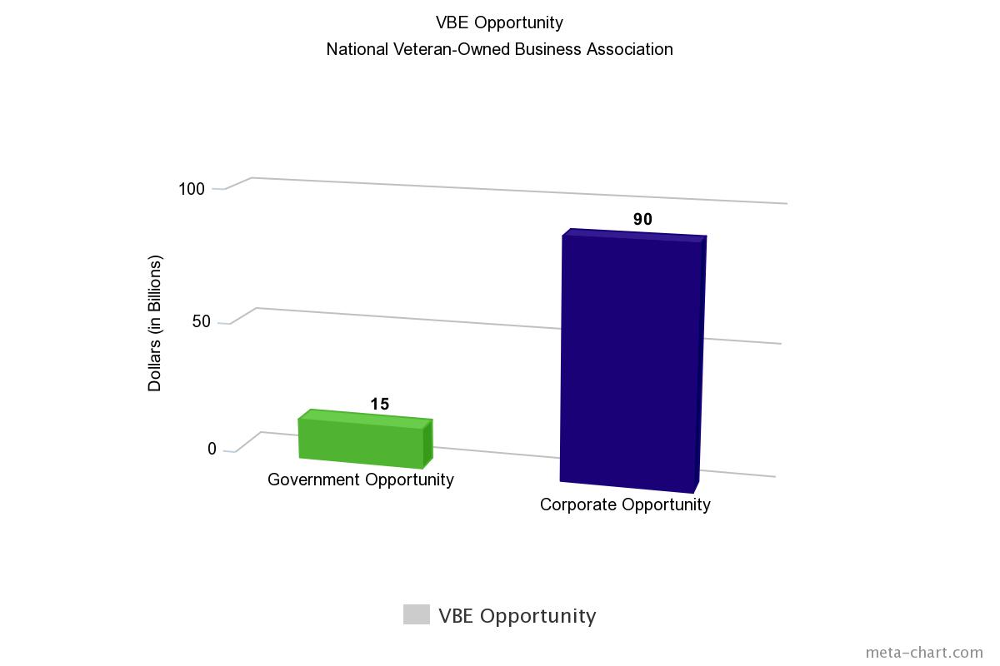 VBE Opportunity
National Veteran-Owned Business Association
100
90
50
Dollars (in Billions)
15
0
Government Opportunity
Corporate Opportunity
VBE Opportunity
meta-chart.com